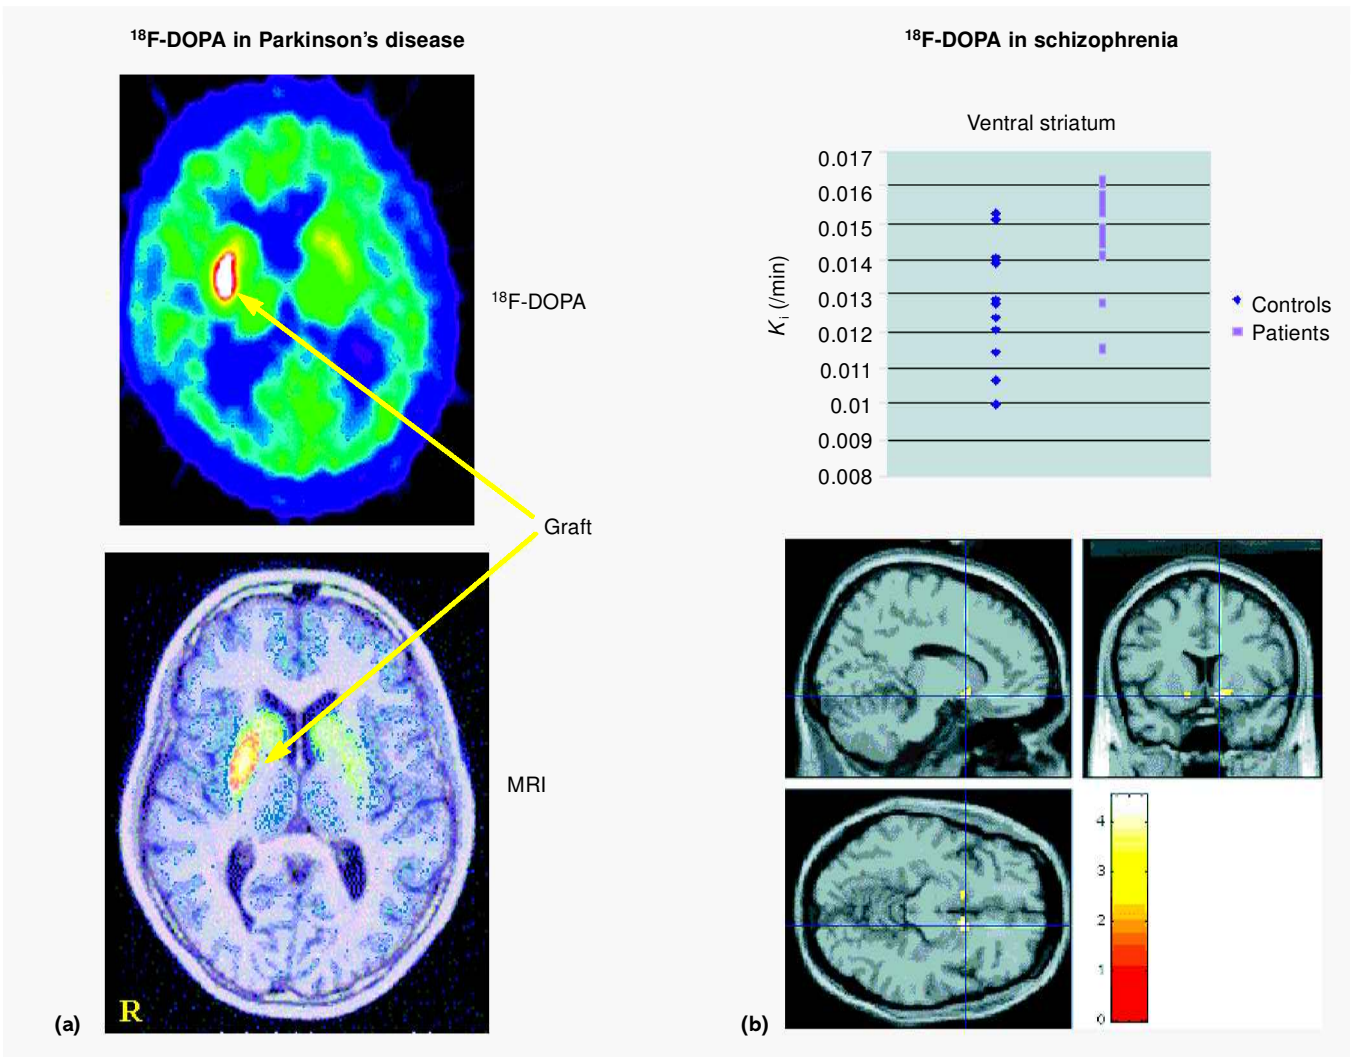 ¹⁸F-DOPA in Parkinson’s disease
¹⁸F-DOPA
Graft
MRI
R
(a)
¹⁸F-DOPA in schizophrenia
Ventral striatum
0.017
0.016
0.015
0.014
0.013
0.012
0.011
0.01
0.009
0.008
Kᵢ (/min)
Controls
Patients
4
3
2
1
0
(b)